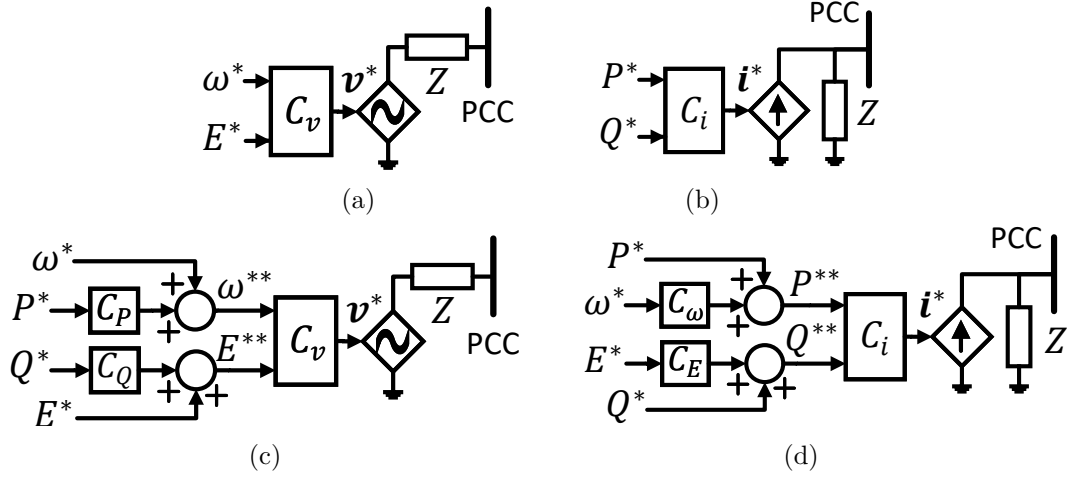 ω*
E*
C_v
v*
Z
PCC
(a)
P*
Q*
C_i
i*
PCC
Z
(b)
ω*
P*
C_P
+
+
ω**
Q*
C_Q
+
+
E**
E*
C_v
v*
Z
PCC
(c)
P*
ω*
C_ω
+
+
P**
E*
C_E
+
+
Q**
Q*
C_i
i*
PCC
Z
(d)